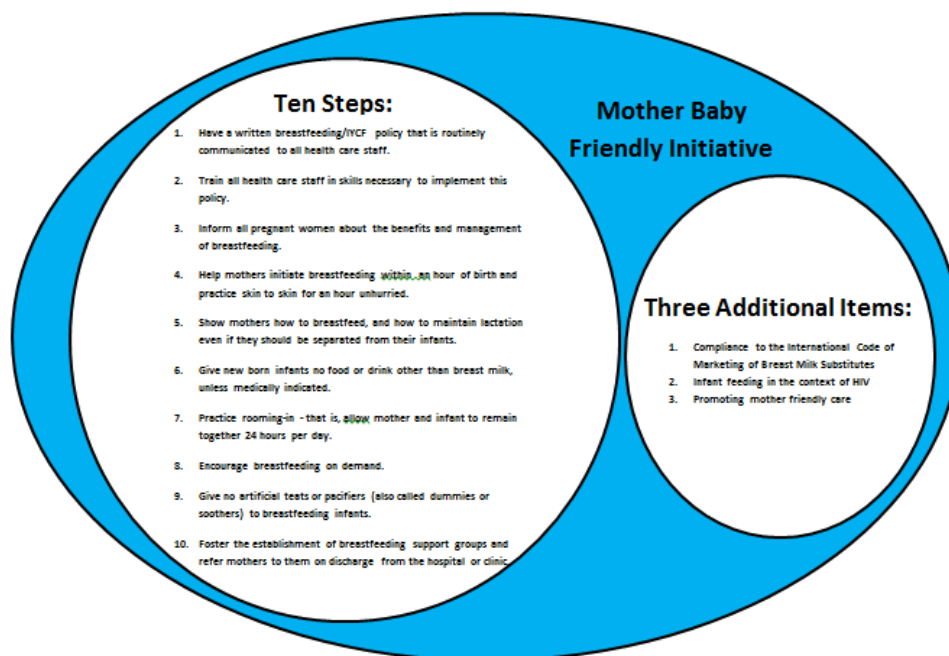 Ten Steps:
1. Have a written breastfeeding/IYCF policy that is routinely
communicated to all health care staff.
2. Train all health care staff in skills necessary to implement this
policy.
3. Inform all pregnant women about the benefits and management
of breastfeeding.
4. Help mothers initiate breastfeeding within an hour of birth and
practice skin to skin for an hour unhurried.
5. Show mothers how to breastfeed, and how to maintain lactation
even if they should be separated from their infants.
6. Give new born infants no food or drink other than breast milk,
unless medically indicated.
7. Practice rooming-in - that is, allow mother and infant to remain
together 24 hours per day.
8. Encourage breastfeeding on demand.
9. Give no artificial teats or pacifiers (also called dummies or
soothers) to breastfeeding infants.
10. Foster the establishment of breastfeeding support groups and
refer mothers to them on discharge from the hospital or clinic
Mother Baby
Friendly Initiative
Three Additional Items:
1. Compliance to the International Code of
Marketing of Breast Milk Substitutes
2. Infant feeding in the context of HIV
3. Promoting mother friendly care